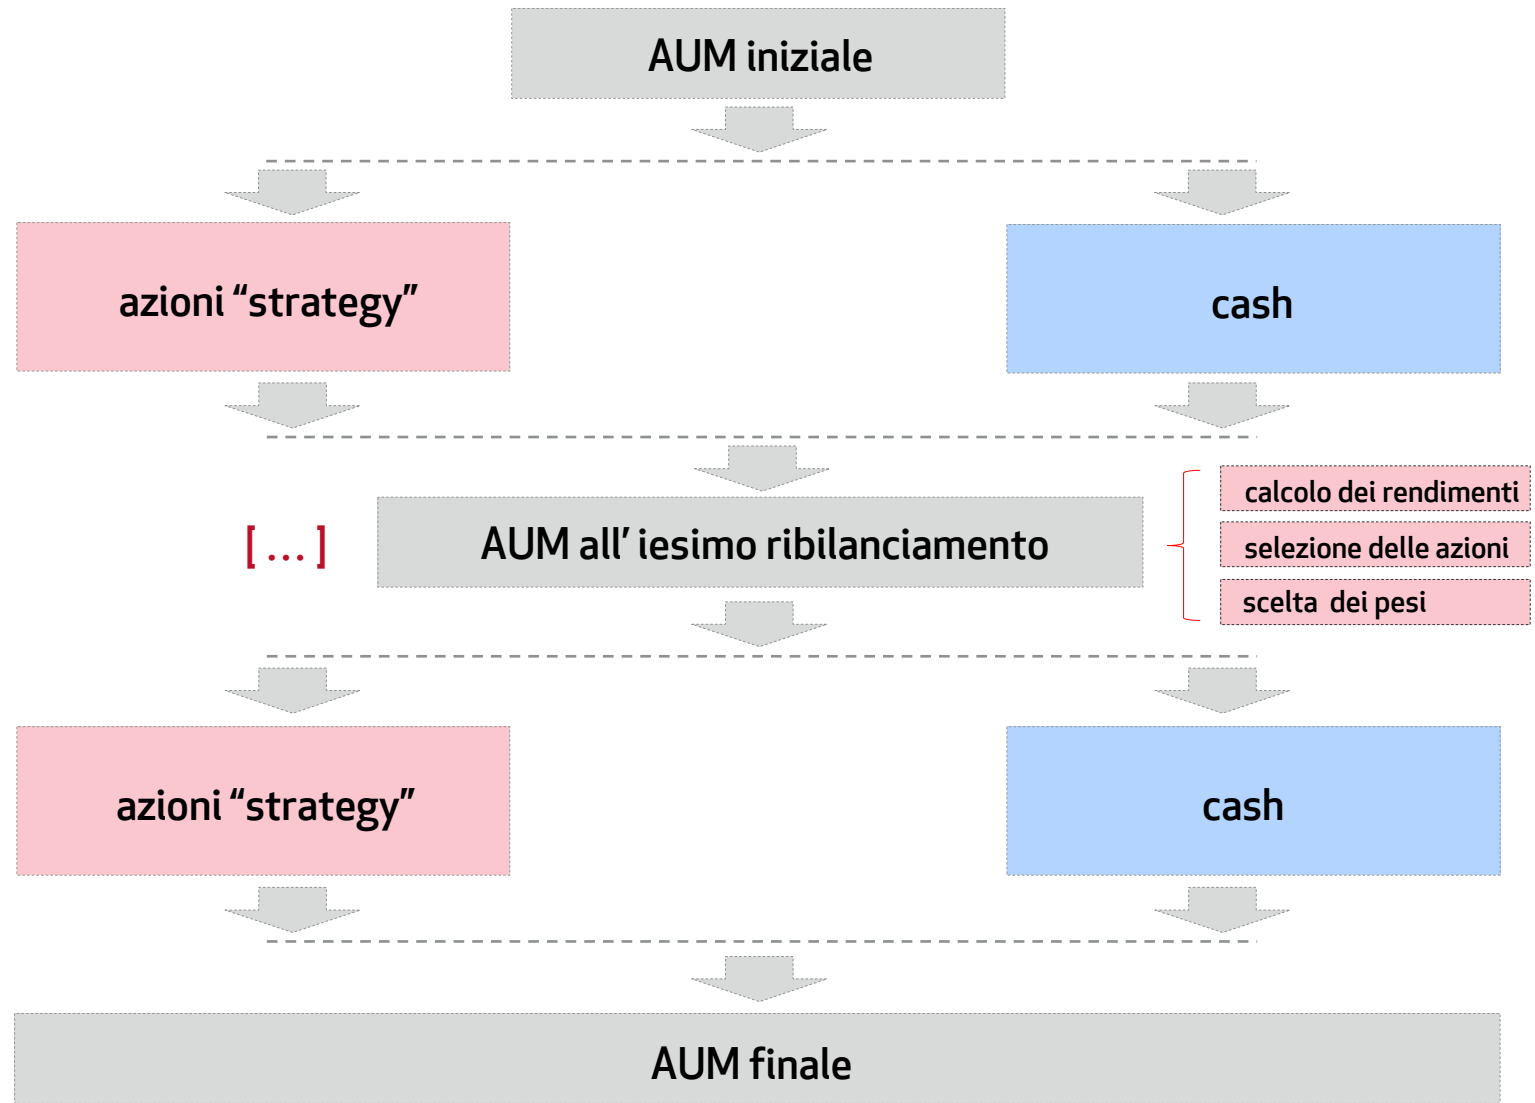 AUM iniziale
azioni “strategy”
cash
calcolo dei rendimenti
[ ... ]
AUM all' iesimo ribilanciamento
selezione delle azioni
scelta dei pesi
azioni “strategy”
cash
AUM finale